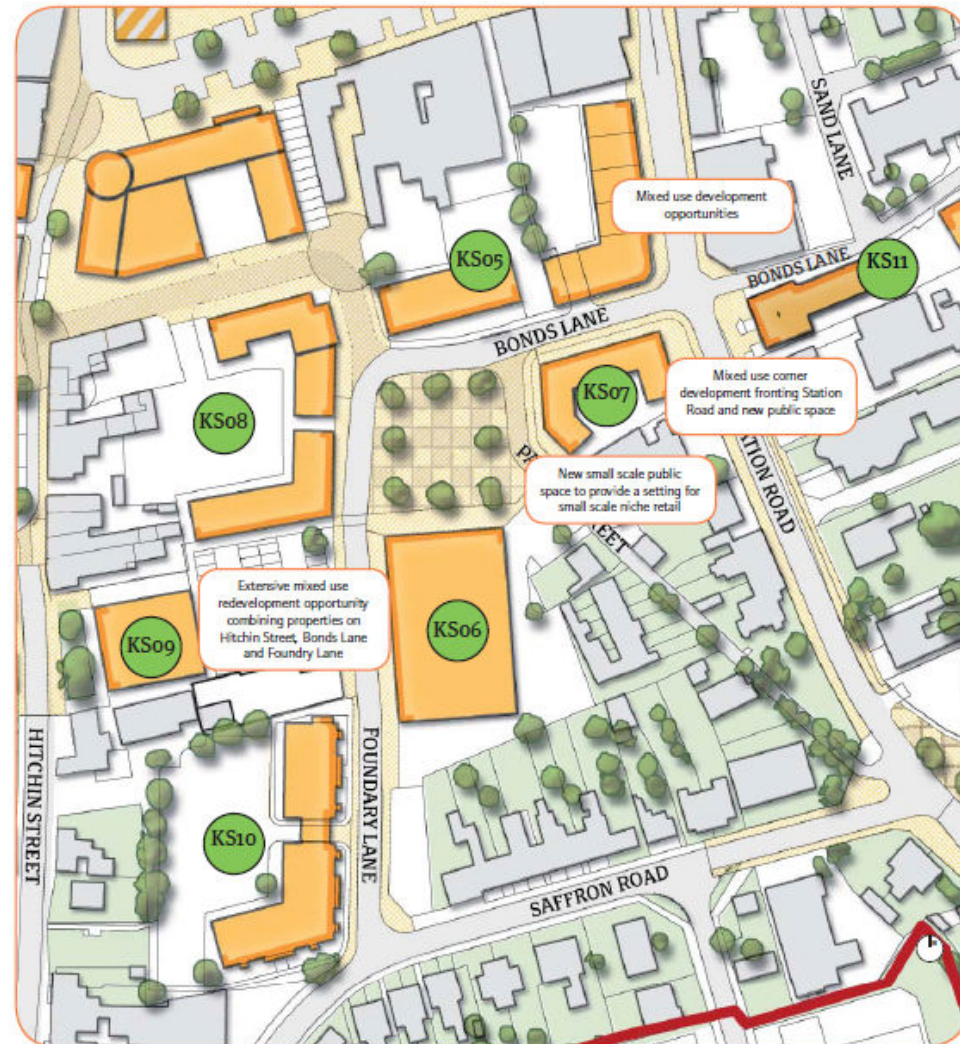 SAND LANE
Mixed use development
opportunities
KS05
BONDS LANE
KS11
BONDS LANE
KS07
Mixed use corner
development fronting Station
Road and new public space
KS08
New small scale public
space to provide a setting for
small scale niche retail
PA
REET
ATION ROAD
Extensive mixed use
redevelopment opportunity
combining properties on
Hitchin Street, Bonds Lane
and Foundry Lane
KS06
KS09
HITCHIN STREET
FOUNDARY LANE
KS10
SAFFRON ROAD